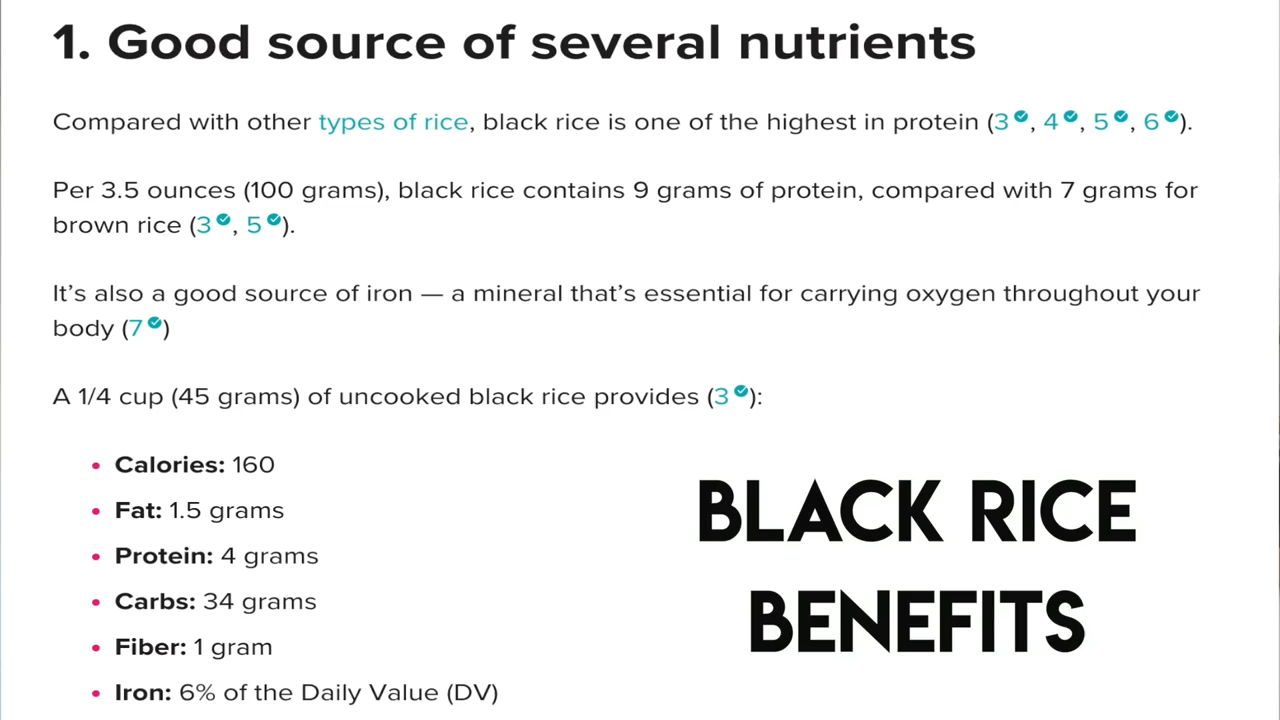 1. Good source of several nutrients
Compared with other types of rice, black rice is one of the highest in protein (3, 4, 5, 6).
Per 3.5 ounces (100 grams), black rice contains 9 grams of protein, compared with 7 grams for
brown rice (3, 5).
It’s also a good source of iron — a mineral that’s essential for carrying oxygen throughout your
body (7)
A 1/4 cup (45 grams) of uncooked black rice provides (3):
• Calories: 160
• Fat: 1.5 grams
• Protein: 4 grams
• Carbs: 34 grams
• Fiber: 1 gram
• Iron: 6% of the Daily Value (DV)
BLACK RICE
BENEFITS